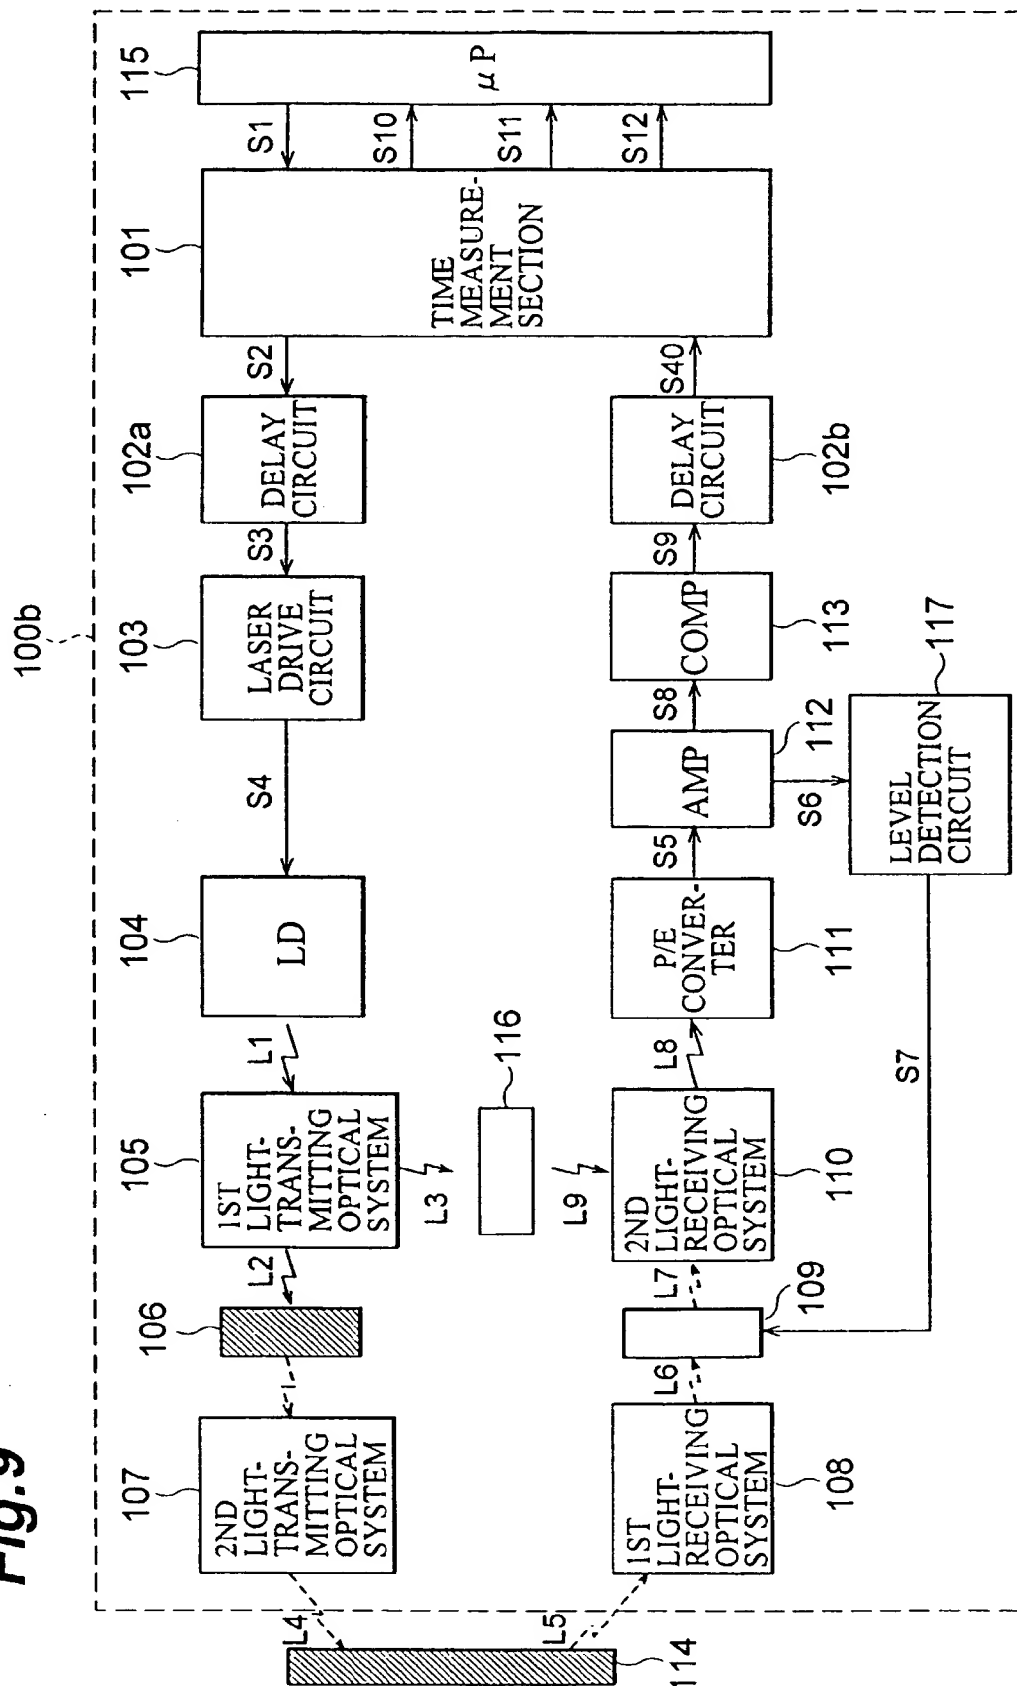 Fig.9
100b
107
106
105
104
103
102a
101
115
2ND
LIGHT-
TRANS-
MITTING
OPTICAL
SYSTEM
L2
1ST
LIGHT-
TRANS-
MITTING
OPTICAL
SYSTEM
L1
LD
S4
LASER
DRIVE
CIRCUIT
S3
DELAY
CIRCUIT
S2
TIME
MEASURE-
MENT
SECTION
S1
S10
S11
S12
μP
L4
L5
114
L3
116
L9
1ST
LIGHT-
RECEIVING
OPTICAL
SYSTEM
108
L6
L7
109
2ND
LIGHT-
RECEIVING
OPTICAL
SYSTEM
110
L8
P/E
CONVER-
TER
111
S5
AMP
112
S8
COMP
113
S9
DELAY
CIRCUIT
102b
S40
S6
S7
LEVEL
DETECTION
CIRCUIT
117